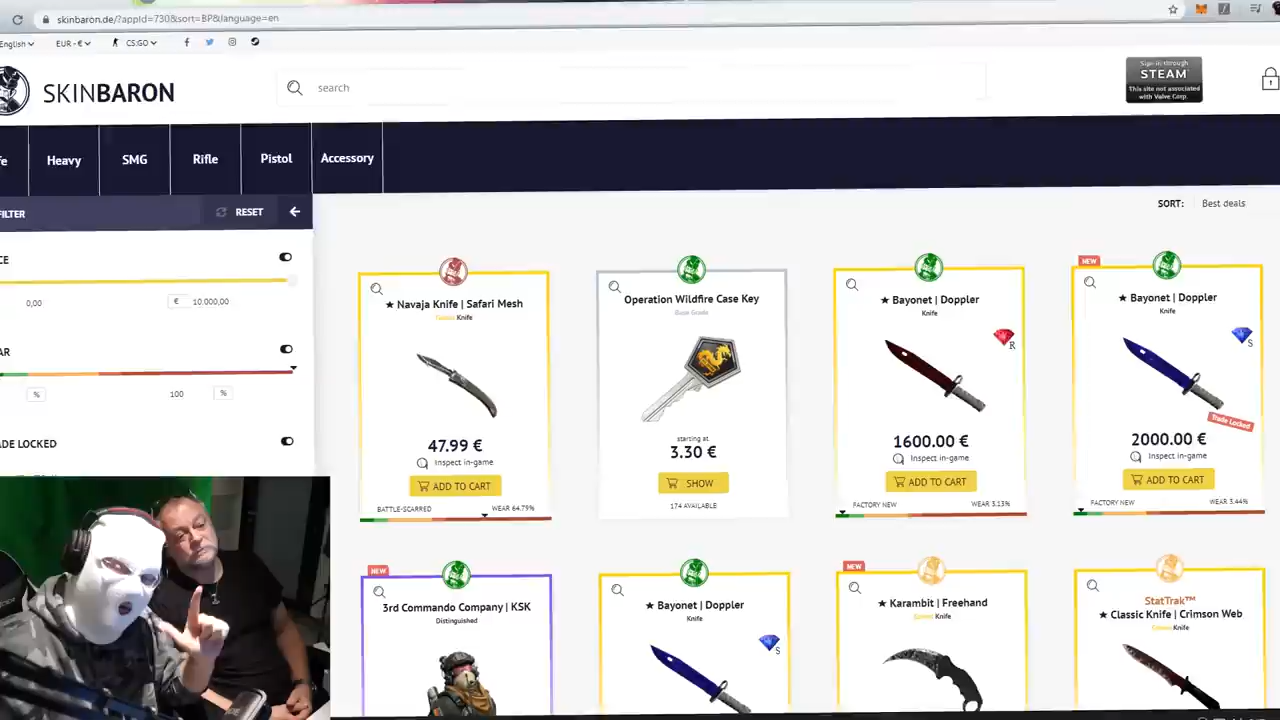 skinbaron.de/?appId=730&sort=BP&language=en
English EUR - € CS:GO
SKINBARON
search
Sign in through
STEAM
This site not associated
with Valve Corp.
fe Heavy SMG Rifle Pistol Accessory
FILTER RESET
SORT: Best deals
CE
0,00 € 10.000,00
AR
% 100 %
ADE LOCKED
★ Navaja Knife | Safari Mesh
Knife
47.99 €
Inspect in-game
ADD TO CART
BATTLE-SCARRED WEAR 64.79%
Operation Wildfire Case Key
Base Grade
starting at
3.30 €
SHOW
174 AVAILABLE
★ Bayonet | Doppler
Knife
R
1600.00 €
Inspect in-game
ADD TO CART
FACTORY NEW WEAR 3.13%
NEW
★ Bayonet | Doppler
Knife
S
Trade Locked
2000.00 €
Inspect in-game
ADD TO CART
FACTORY NEW WEAR 3.44%
NEW
3rd Commando Company | KSK
Distinguished
★ Bayonet | Doppler
Knife
S
NEW
★ Karambit | Freehand
Knife
StatTrak™
★ Classic Knife | Crimson Web
Knife